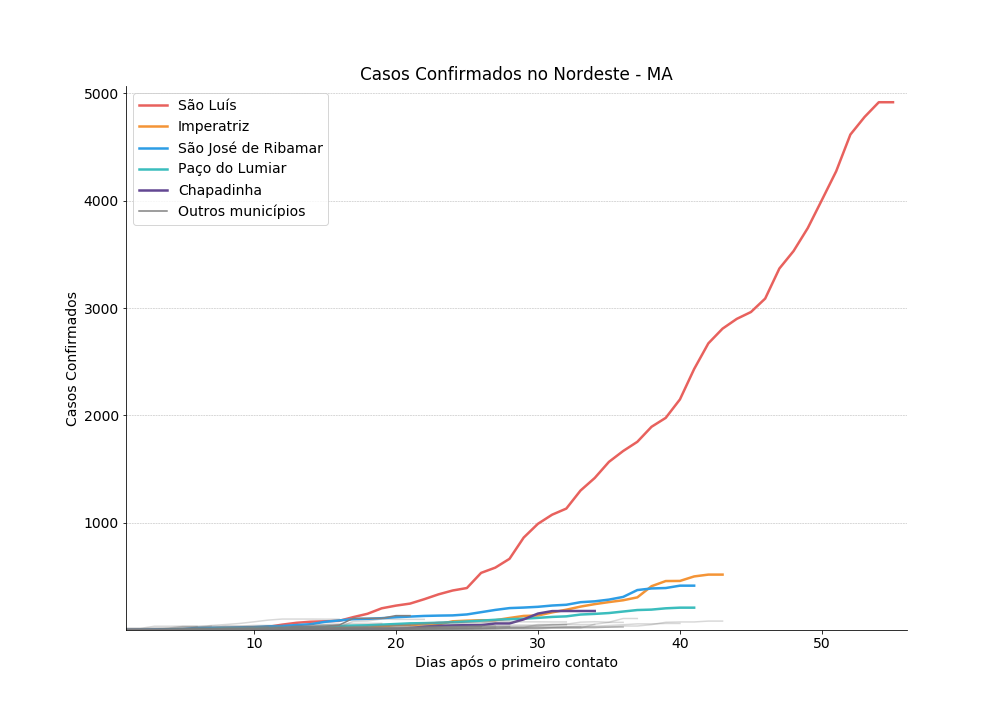 Casos Confirmados no Nordeste - MA
5000
4000
3000
2000
1000
Casos Confirmados
São Luís
Imperatriz
São José de Ribamar
Paço do Lumiar
Chapadinha
Outros municípios
10 20 30 40 50
Dias após o primeiro contato